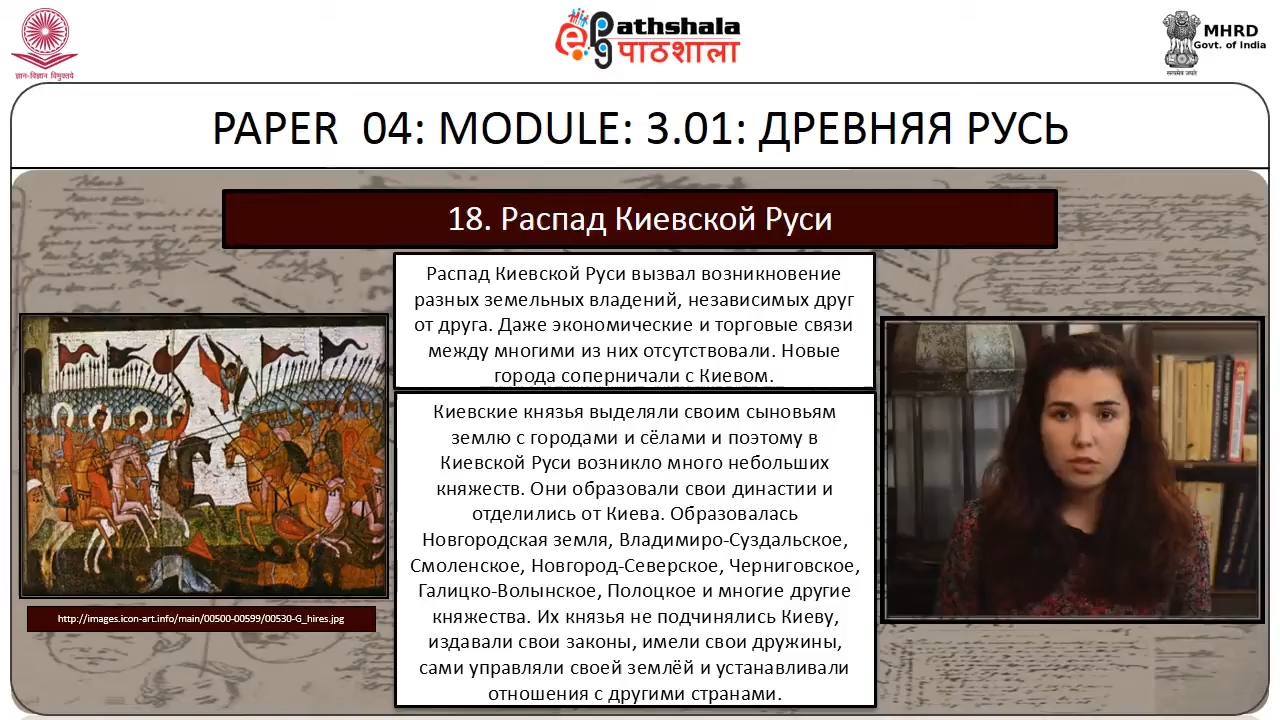 ज्ञान-विज्ञान विमुक्तये
ePathshala
पाठशाला
MHRD
Govt. of India
सत्यमेव जयते
PAPER 04: MODULE: 3.01: ДРЕВНЯЯ РУСЬ
18. Распад Киевской Руси
Распад Киевской Руси вызвал возникновение
разных земельных владений, независимых друг
от друга. Даже экономические и торговые связи
между многими из них отсутствовали. Новые
города соперничали с Киевом.
Киевские князья выделяли своим сыновьям
землю с городами и сёлами и поэтому в
Киевской Руси возникло много небольших
княжеств. Они образовали свои династии и
отделились от Киева. Образовалась
Новгородская земля, Владимиро-Суздальское,
Смоленское, Новгород-Северское, Черниговское,
Галицко-Волынское, Полоцкое и многие другие
княжества. Их князья не подчинялись Киеву,
издавали свои законы, имели свои дружины,
сами управляли своей землёй и устанавливали
отношения с другими странами.
http://images.icon-art.info/main/00500-00599/00530-G_hires.jpg